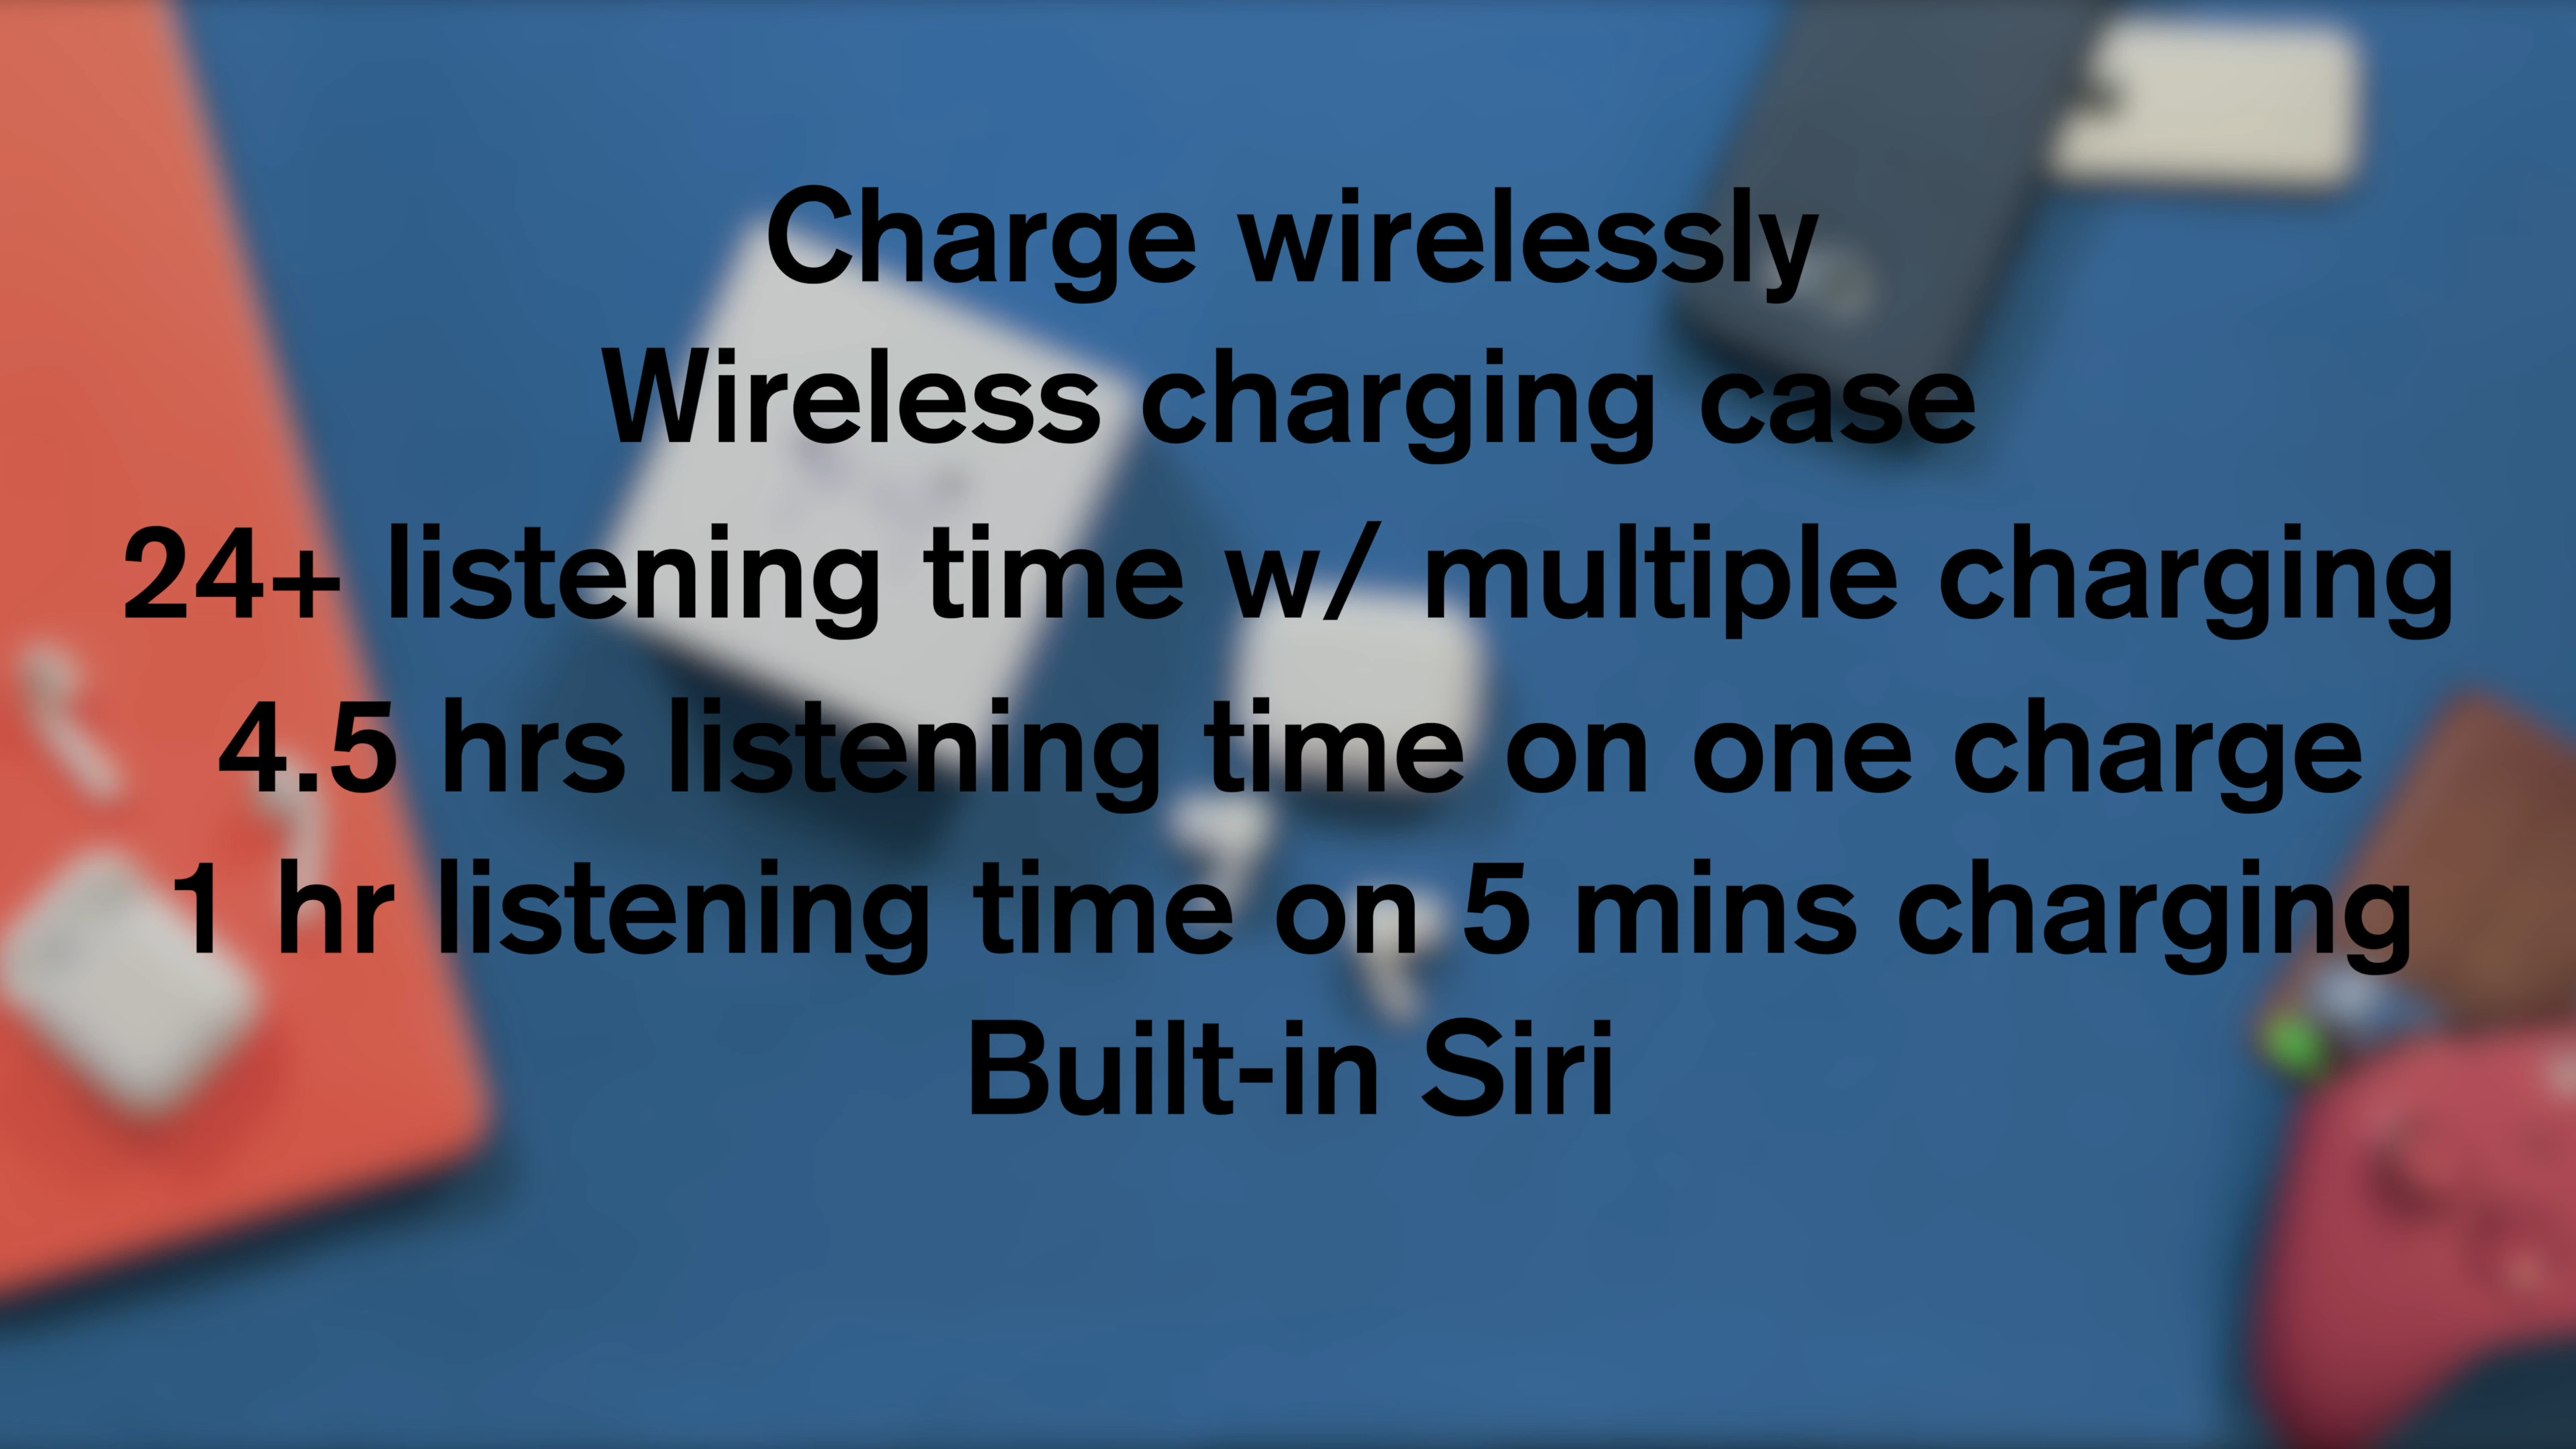 Charge wirelessly
Wireless charging case
24+ listening time w/ multiple charging
4.5 hrs listening time on one charge
1 hr listening time on 5 mins charging
Built-in Siri